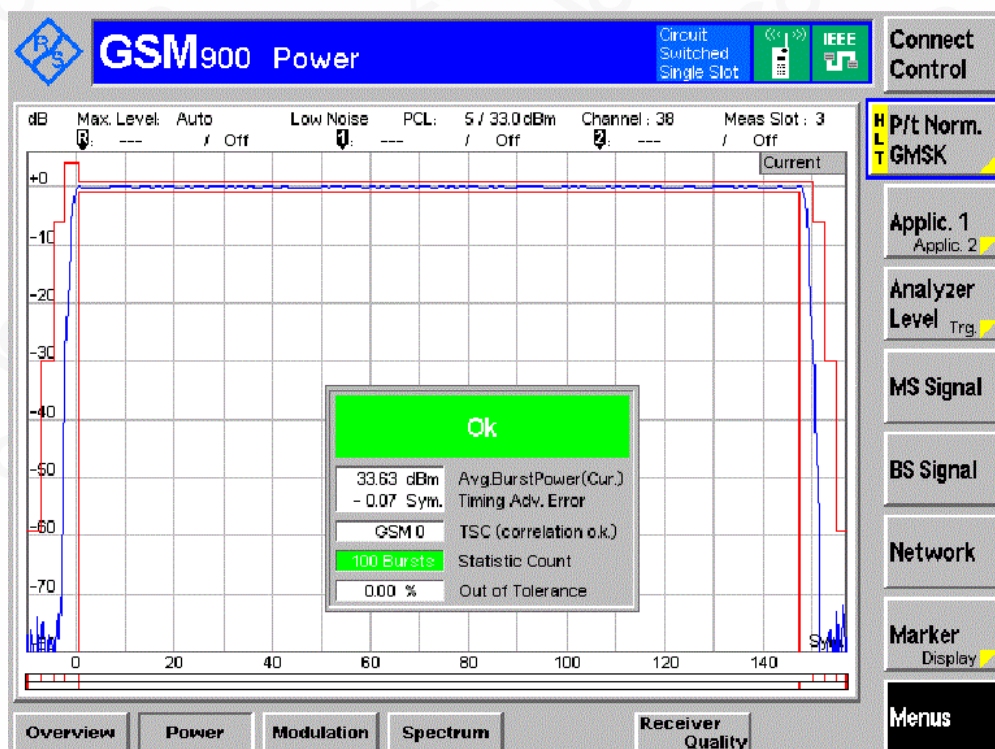 R/S
GSM900 Power
Circuit
Switched
Single Slot
IEEE
Connect
Control
dB Max. Level: Auto Low Noise PCL: 5 / 33.0 dBm Channel : 38 Meas Slot : 3
R : --- / Off 1 : --- / Off 2 : --- / Off
Current
HLT
P/t Norm.
GMSK
Applic. 1
Applic. 2
Analyzer
Level Trg.
MS Signal
BS Signal
Network
Marker
Display
Menus
+0
-10
-20
-30
-40
-50
-60
-70
Ok
33.63 dBm Avg.BurstPower(Cur.)
- 0.07 Sym. Timing Adv. Error
GSM 0 TSC (correlation o.k.)
100 Bursts Statistic Count
0.00 % Out of Tolerance
Sym
0 20 40 60 80 100 120 140
Overview Power Modulation Spectrum Receiver
Quality